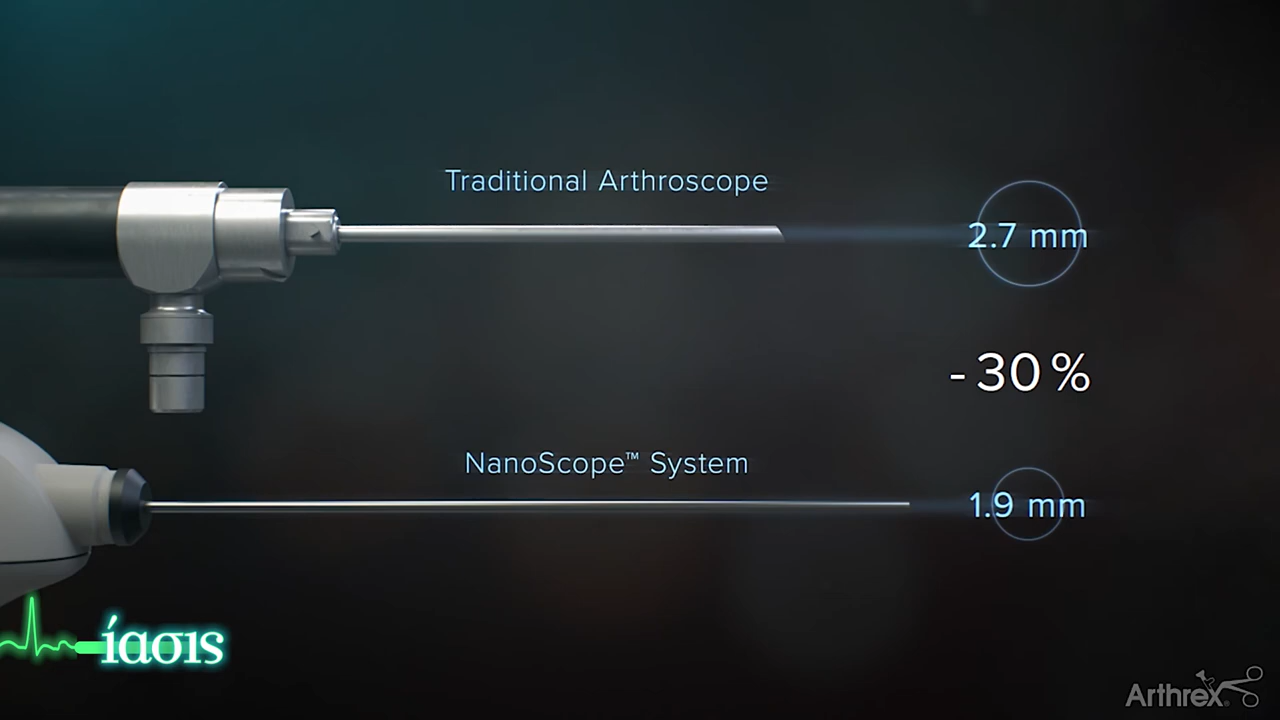 Traditional Arthroscope
2.7 mm
- 30 %
NanoScope™ System
1.9 mm
ίασις
Arthrex®